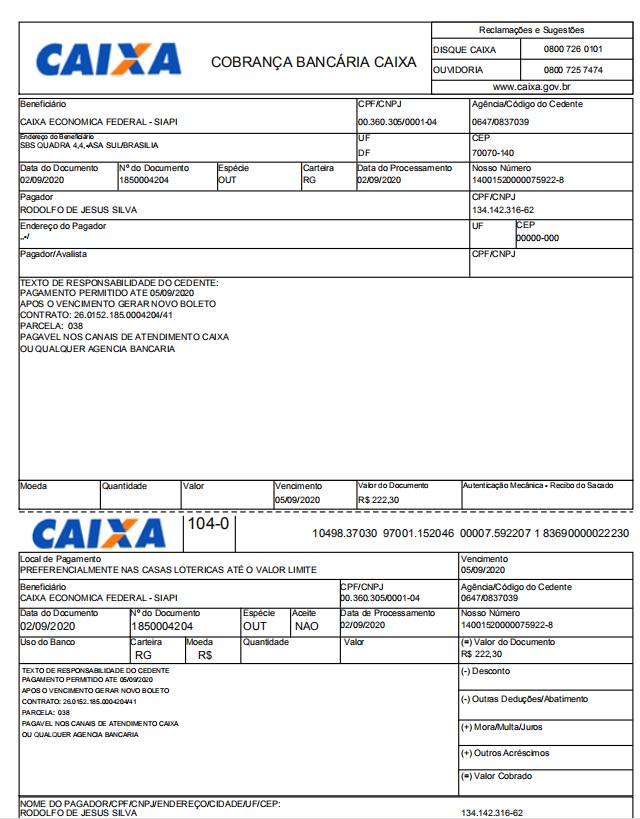 CAIXA
COBRANÇA BANCÁRIA CAIXA
Reclamações e Sugestões
DISQUE CAIXA 0800 726 0101
OUVIDORIA 0800 725 7474
www.caixa.gov.br
Beneficiário CPF/CNPJ Agência/Código do Cedente
CAIXA ECONOMICA FEDERAL - SIAPI 00.360.305/0001-04 0647/0837039
Endereço do Beneficiário UF CEP
SBS QUADRA 4,4,-ASA SUL/BRASILIA DF 70070-140
Data do Documento Nº do Documento Espécie Carteira Data do Processamento Nosso Número
02/09/2020 1850004204 OUT RG 02/09/2020 14001520000075922-8
Pagador CPF/CNPJ
RODOLFO DE JESUS SILVA 134.142.316-62
Endereço do Pagador UF CEP
,,-/ 00000-000
Pagador/Avalista CPF/CNPJ
TEXTO DE RESPONSABILIDADE DO CEDENTE:
PAGAMENTO PERMITIDO ATE 05/09/2020
APOS O VENCIMENTO GERAR NOVO BOLETO
CONTRATO: 26.0152.185.0004204/41
PARCELA: 038
PAGAVEL NOS CANAIS DE ATENDIMENTO CAIXA
OU QUALQUER AGENCIA BANCARIA
Moeda Quantidade Valor Vencimento Valor do Documento Autenticação Mecânica - Recibo do Sacado
05/09/2020 R$ 222,30
CAIXA 104-0 10498.37030 97001.152046 00007.592207 1 83690000022230
Local de Pagamento Vencimento
PREFERENCIALMENTE NAS CASAS LOTERICAS ATÉ O VALOR LIMITE 05/09/2020
Beneficiário CPF/CNPJ Agência/Código do Cedente
CAIXA ECONOMICA FEDERAL - SIAPI 00.360.305/0001-04 0647/0837039
Data do Documento Nº do Documento Espécie Aceite Data de Processamento Nosso Número
02/09/2020 1850004204 OUT NAO 02/09/2020 14001520000075922-8
Uso do Banco Carteira Moeda Quantidade Valor (=) Valor do Documento
RG R$ R$ 222,30
TEXTO DE RESPONSABILIDADE DO CEDENTE
PAGAMENTO PERMITIDO ATE 05/09/2020
APOS O VENCIMENTO GERAR NOVO BOLETO
CONTRATO: 26.0152.185.0004204/41
PARCELA: 038
PAGAVEL NOS CANAIS DE ATENDIMENTO CAIXA
OU QUALQUER AGENCIA BANCARIA
(-) Desconto
(-) Outras Deduções/Abatimento
(+) Mora/Multa/Juros
(+) Outros Acréscimos
(=) Valor Cobrado
NOME DO PAGADOR/CPF/CNPJ/ENDEREÇO/CIDADE/UF/CEP:
RODOLFO DE JESUS SILVA 134.142.316-62